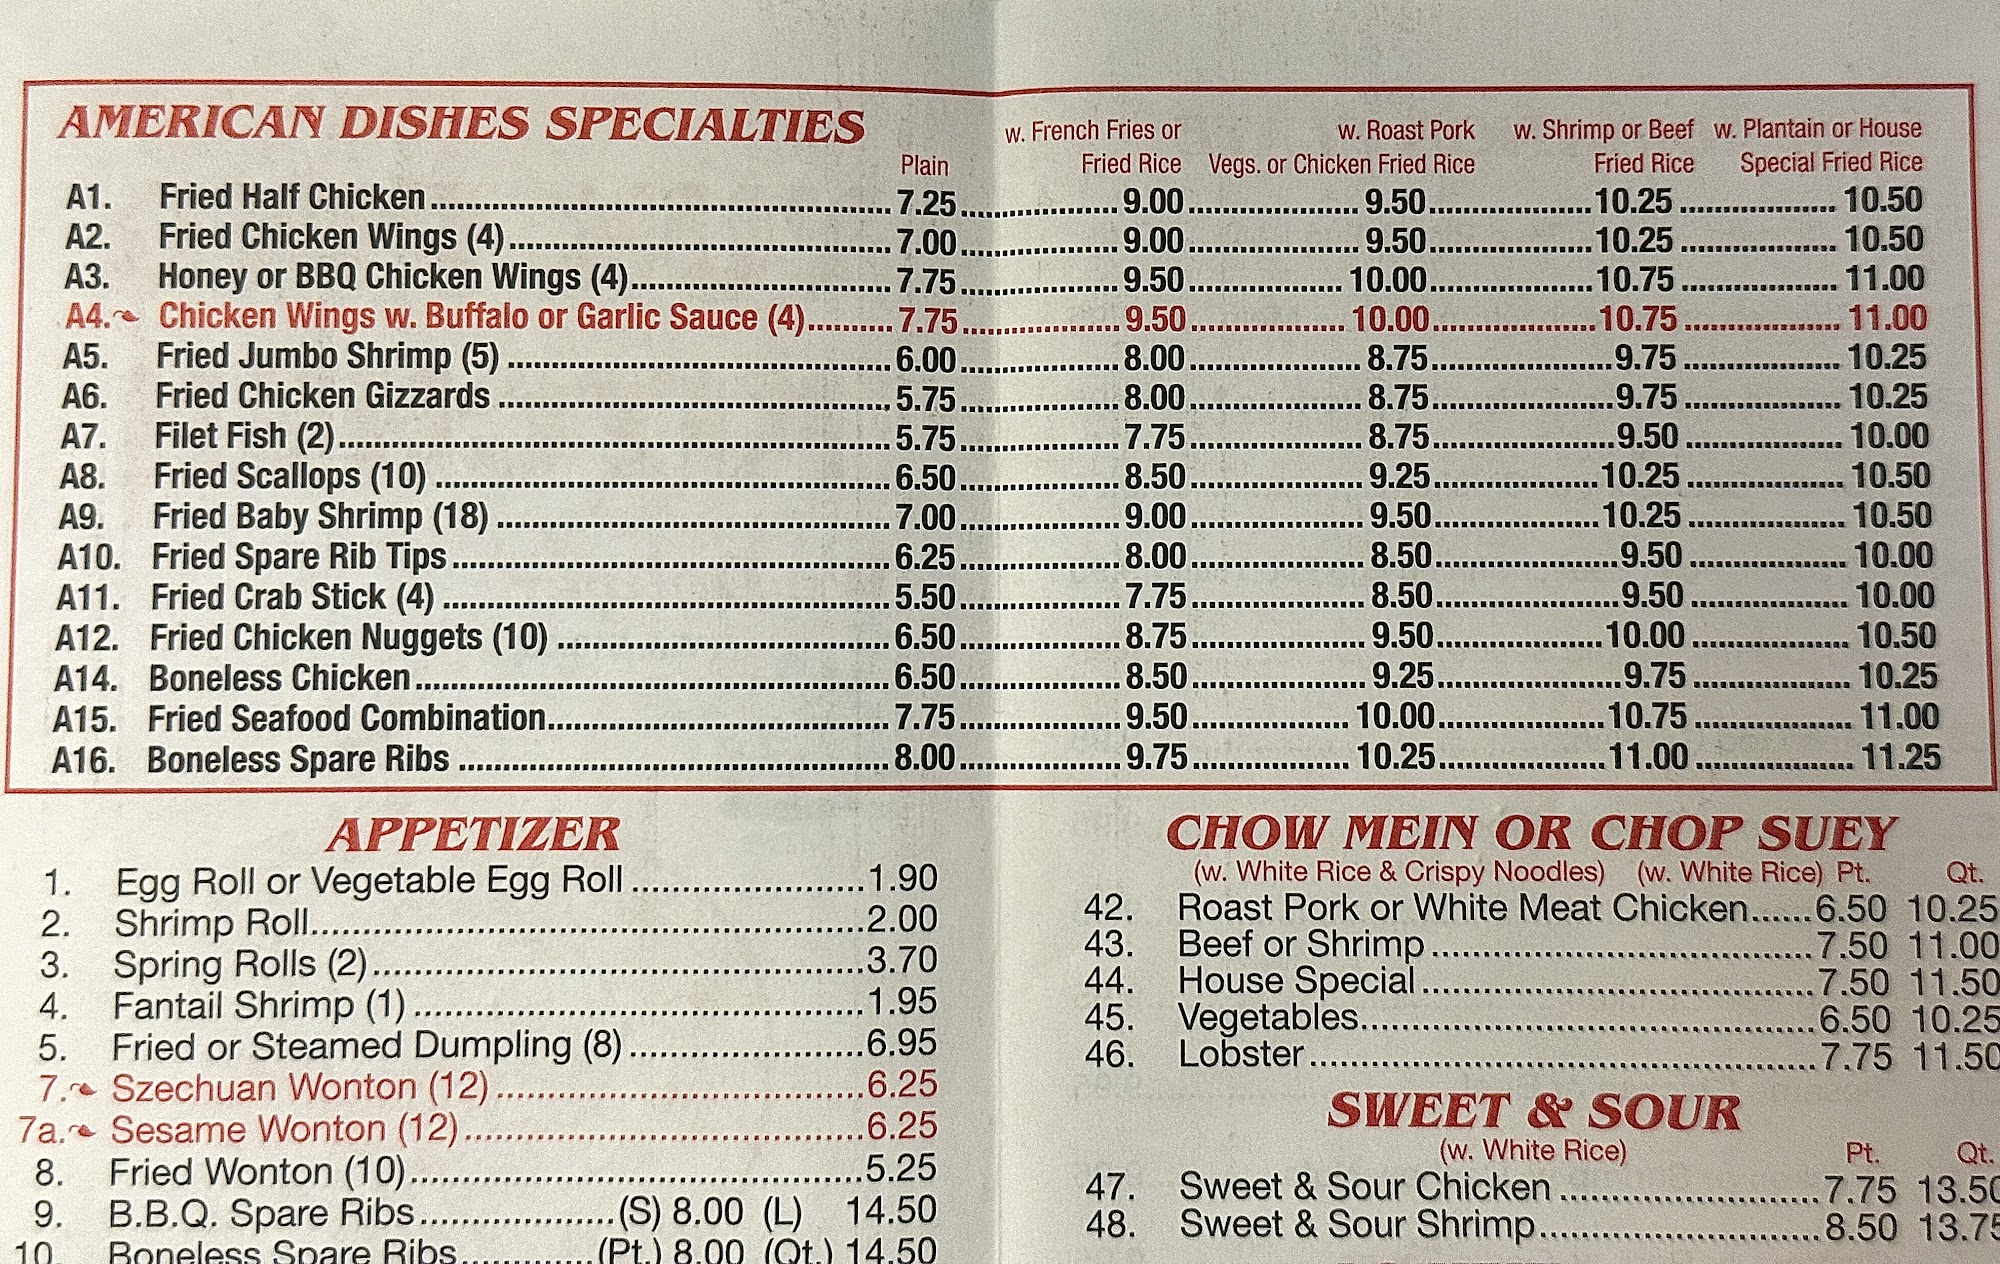 AMERICAN DISHES SPECIALTIES
Plain
w. French Fries or
Fried Rice
w. Roast Pork
Vegs. or Chicken Fried Rice
w. Shrimp or Beef
Fried Rice
w. Plantain or House
Special Fried Rice
A1. Fried Half Chicken 7.25 9.00 9.50 10.25 10.50
A2. Fried Chicken Wings (4) 7.00 9.00 9.50 10.25 10.50
A3. Honey or BBQ Chicken Wings (4) 7.75 9.50 10.00 10.75 11.00
A4. Chicken Wings w. Buffalo or Garlic Sauce (4) 7.75 9.50 10.00 10.75 11.00
A5. Fried Jumbo Shrimp (5) 6.00 8.00 8.75 9.75 10.25
A6. Fried Chicken Gizzards 5.75 8.00 8.75 9.75 10.25
A7. Filet Fish (2) 5.75 7.75 8.75 9.50 10.00
A8. Fried Scallops (10) 6.50 8.50 9.25 10.25 10.50
A9. Fried Baby Shrimp (18) 7.00 9.00 9.50 10.25 10.50
A10. Fried Spare Rib Tips 6.25 8.00 8.50 9.50 10.00
A11. Fried Crab Stick (4) 5.50 7.75 8.50 9.50 10.00
A12. Fried Chicken Nuggets (10) 6.50 8.75 9.50 10.00 10.50
A14. Boneless Chicken 6.50 8.50 9.25 9.75 10.25
A15. Fried Seafood Combination 7.75 9.50 10.00 10.75 11.00
A16. Boneless Spare Ribs 8.00 9.75 10.25 11.00 11.25
APPETIZER
1. Egg Roll or Vegetable Egg Roll 1.90
2. Shrimp Roll 2.00
3. Spring Rolls (2) 3.70
4. Fantail Shrimp (1) 1.95
5. Fried or Steamed Dumpling (8) 6.95
7. Szechuan Wonton (12) 6.25
7a. Sesame Wonton (12) 6.25
8. Fried Wonton (10) 5.25
9. B.B.Q. Spare Ribs (S) 8.00 (L) 14.50
10. Boneless Spare Ribs (Pt.) 8.00 (Qt.) 14.50
CHOW MEIN OR CHOP SUEY
(w. White Rice & Crispy Noodles) (w. White Rice) Pt. Qt.
42. Roast Pork or White Meat Chicken 6.50 10.25
43. Beef or Shrimp 7.50 11.00
44. House Special 7.50 11.50
45. Vegetables 6.50 10.25
46. Lobster 7.75 11.50
SWEET & SOUR
(w. White Rice) Pt. Qt.
47. Sweet & Sour Chicken 7.75 13.50
48. Sweet & Sour Shrimp 8.50 13.75